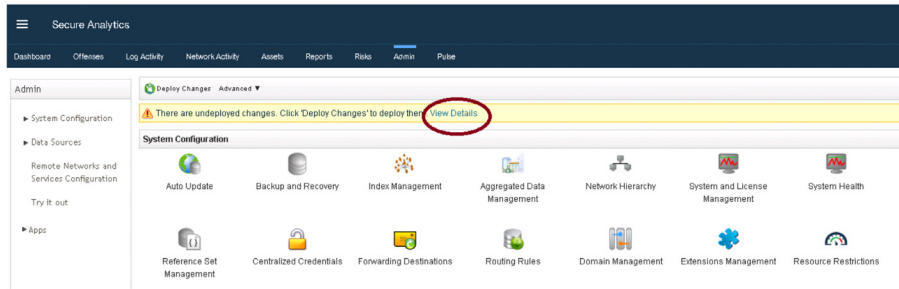 Secure Analytics
Dashboard Offenses Log Activity Network Activity Assets Reports Risks Admin Pulse
Admin
Deploy Changes Advanced ▼
There are undeployed changes. Click 'Deploy Changes' to deploy them. View Details
▶ System Configuration
▶ Data Sources
Remote Networks and
Services Configuration
Try it out
▶ Apps
System Configuration
Auto Update Backup and Recovery Index Management Aggregated Data Network Hierarchy System and License System Health
Management Management
Reference Set Centralized Credentials Forwarding Destinations Routing Rules Domain Management Extensions Management Resource Restrictions
Management